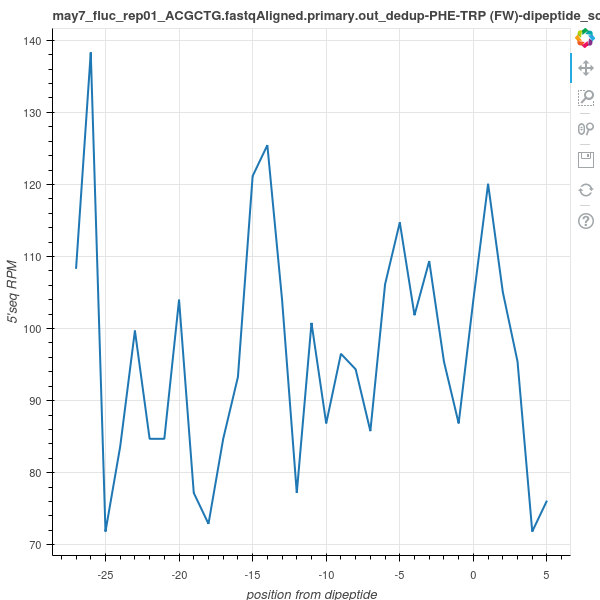 may7_fluc_rep01_ACGCTG.fastqAligned.primary.out_dedup-PHE-TRP (FW)-dipeptide_sc
140
130
120
110
100
90
80
70
5'seq RPM
-25 -20 -15 -10 -5 0 5
position from dipeptide